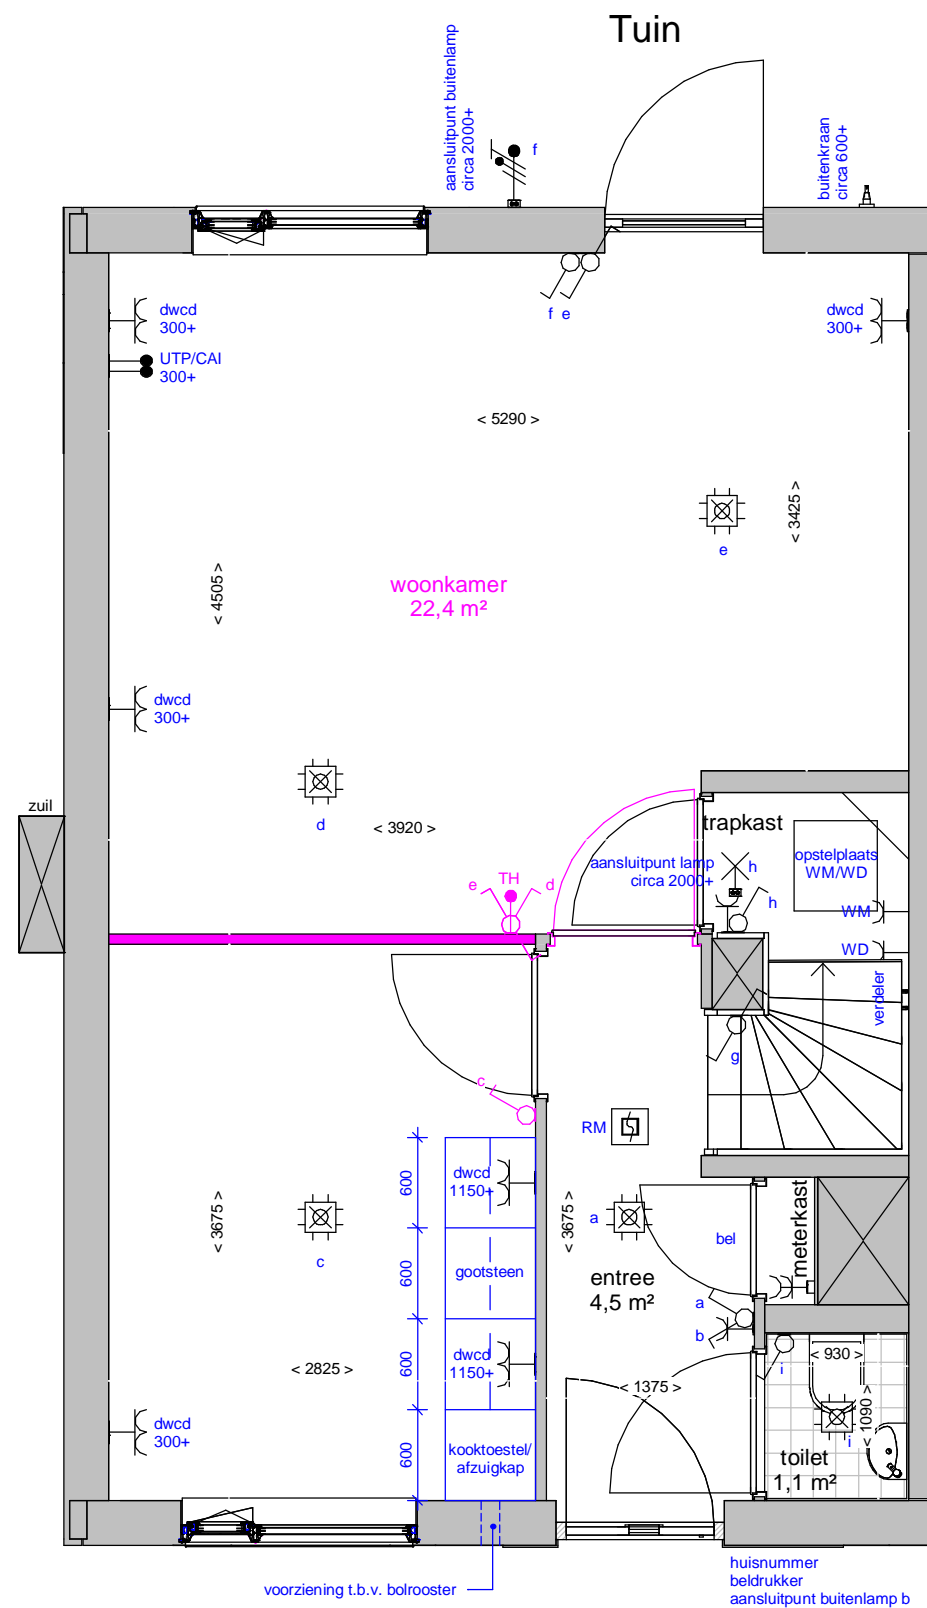 Tuin
aansluitpunt buitenlamp
circa 2000+
f
buitenkraan
circa 600+
f e
dwcd
300+
UTP/CAI
300+
dwcd
300+
< 5290 >
< 3425 >
e
< 4505 >
woonkamer
22,4 m²
dwcd
300+
d
< 3920 >
zuil
trapkast
aansluitpunt lamp
circa 2000+
h
h
opstelplaats
WM/WD
WM
WD
verdeler
e
TH
d
g
c
RM
600
dwcd
1150+
< 3675 >
c
600
gootsteen
< 3675 >
a
bel
meterkast
entree
4,5 m²
a
b
600
dwcd
1150+
< 2825 >
< 1375 >
i
< 930 >
< 1090 >
i
toilet
1,1 m²
dwcd
300+
600
kooktoestel/
afzuigkap
voorziening t.b.v. bolrooster
huisnummer
beldrukker
aansluitpunt buitenlamp b